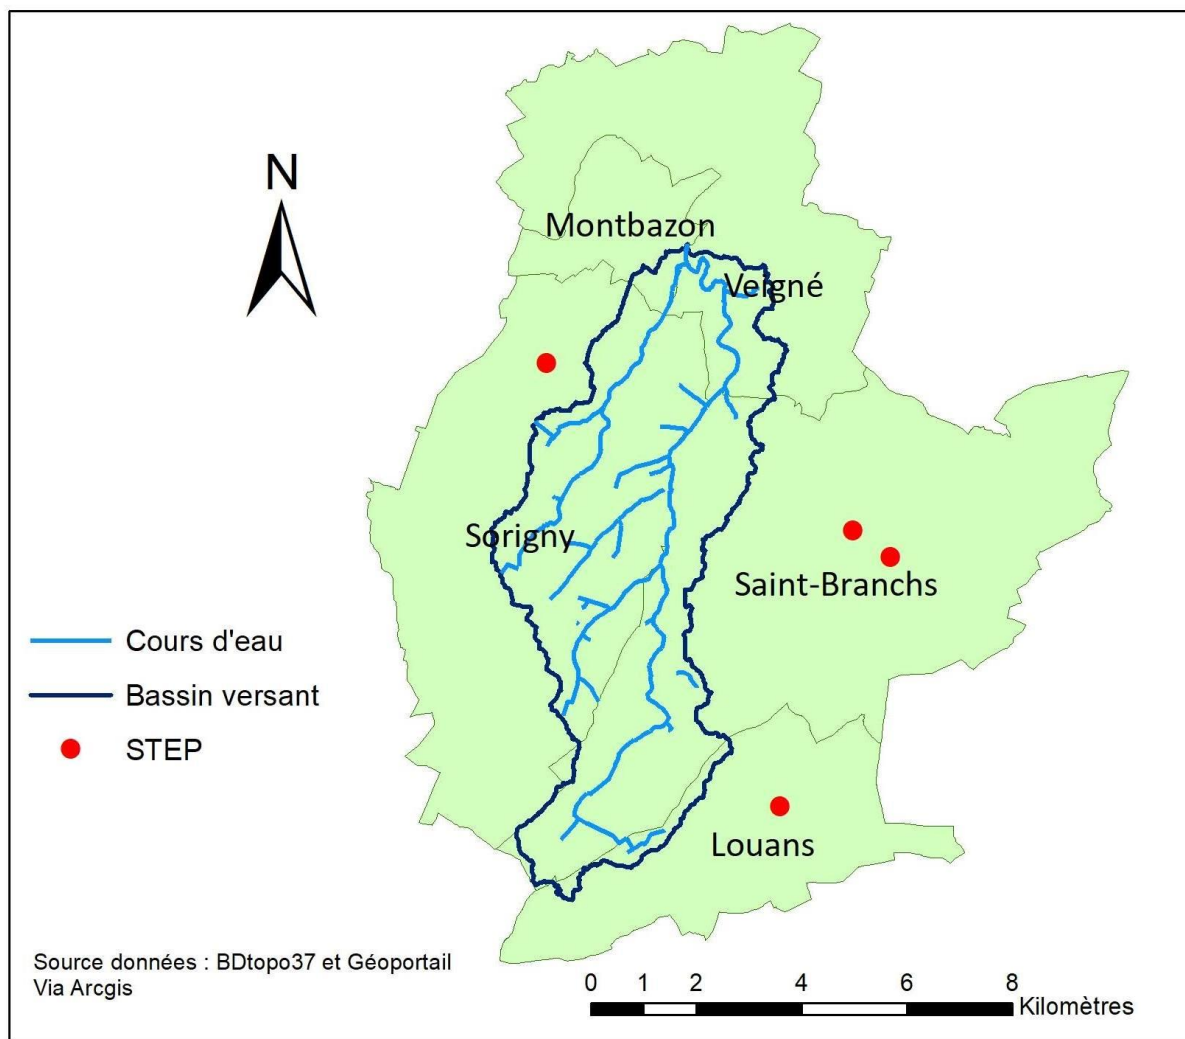 N
Montbazon
Veigné
Sorigny
Saint-Branchs
Louans
Cours d'eau
Bassin versant
STEP
Source données : BDtopo37 et Géoportail
Via Arcgis
0 1 2 4 6 8
Kilomètres